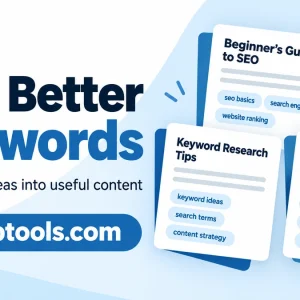 Better
words
eas into useful content
otools.com
Beginner's Gu
to SEO
seo basics
search eng
website ranking
Keyword Research
Tips
keyword ideas
search terms
content strategy